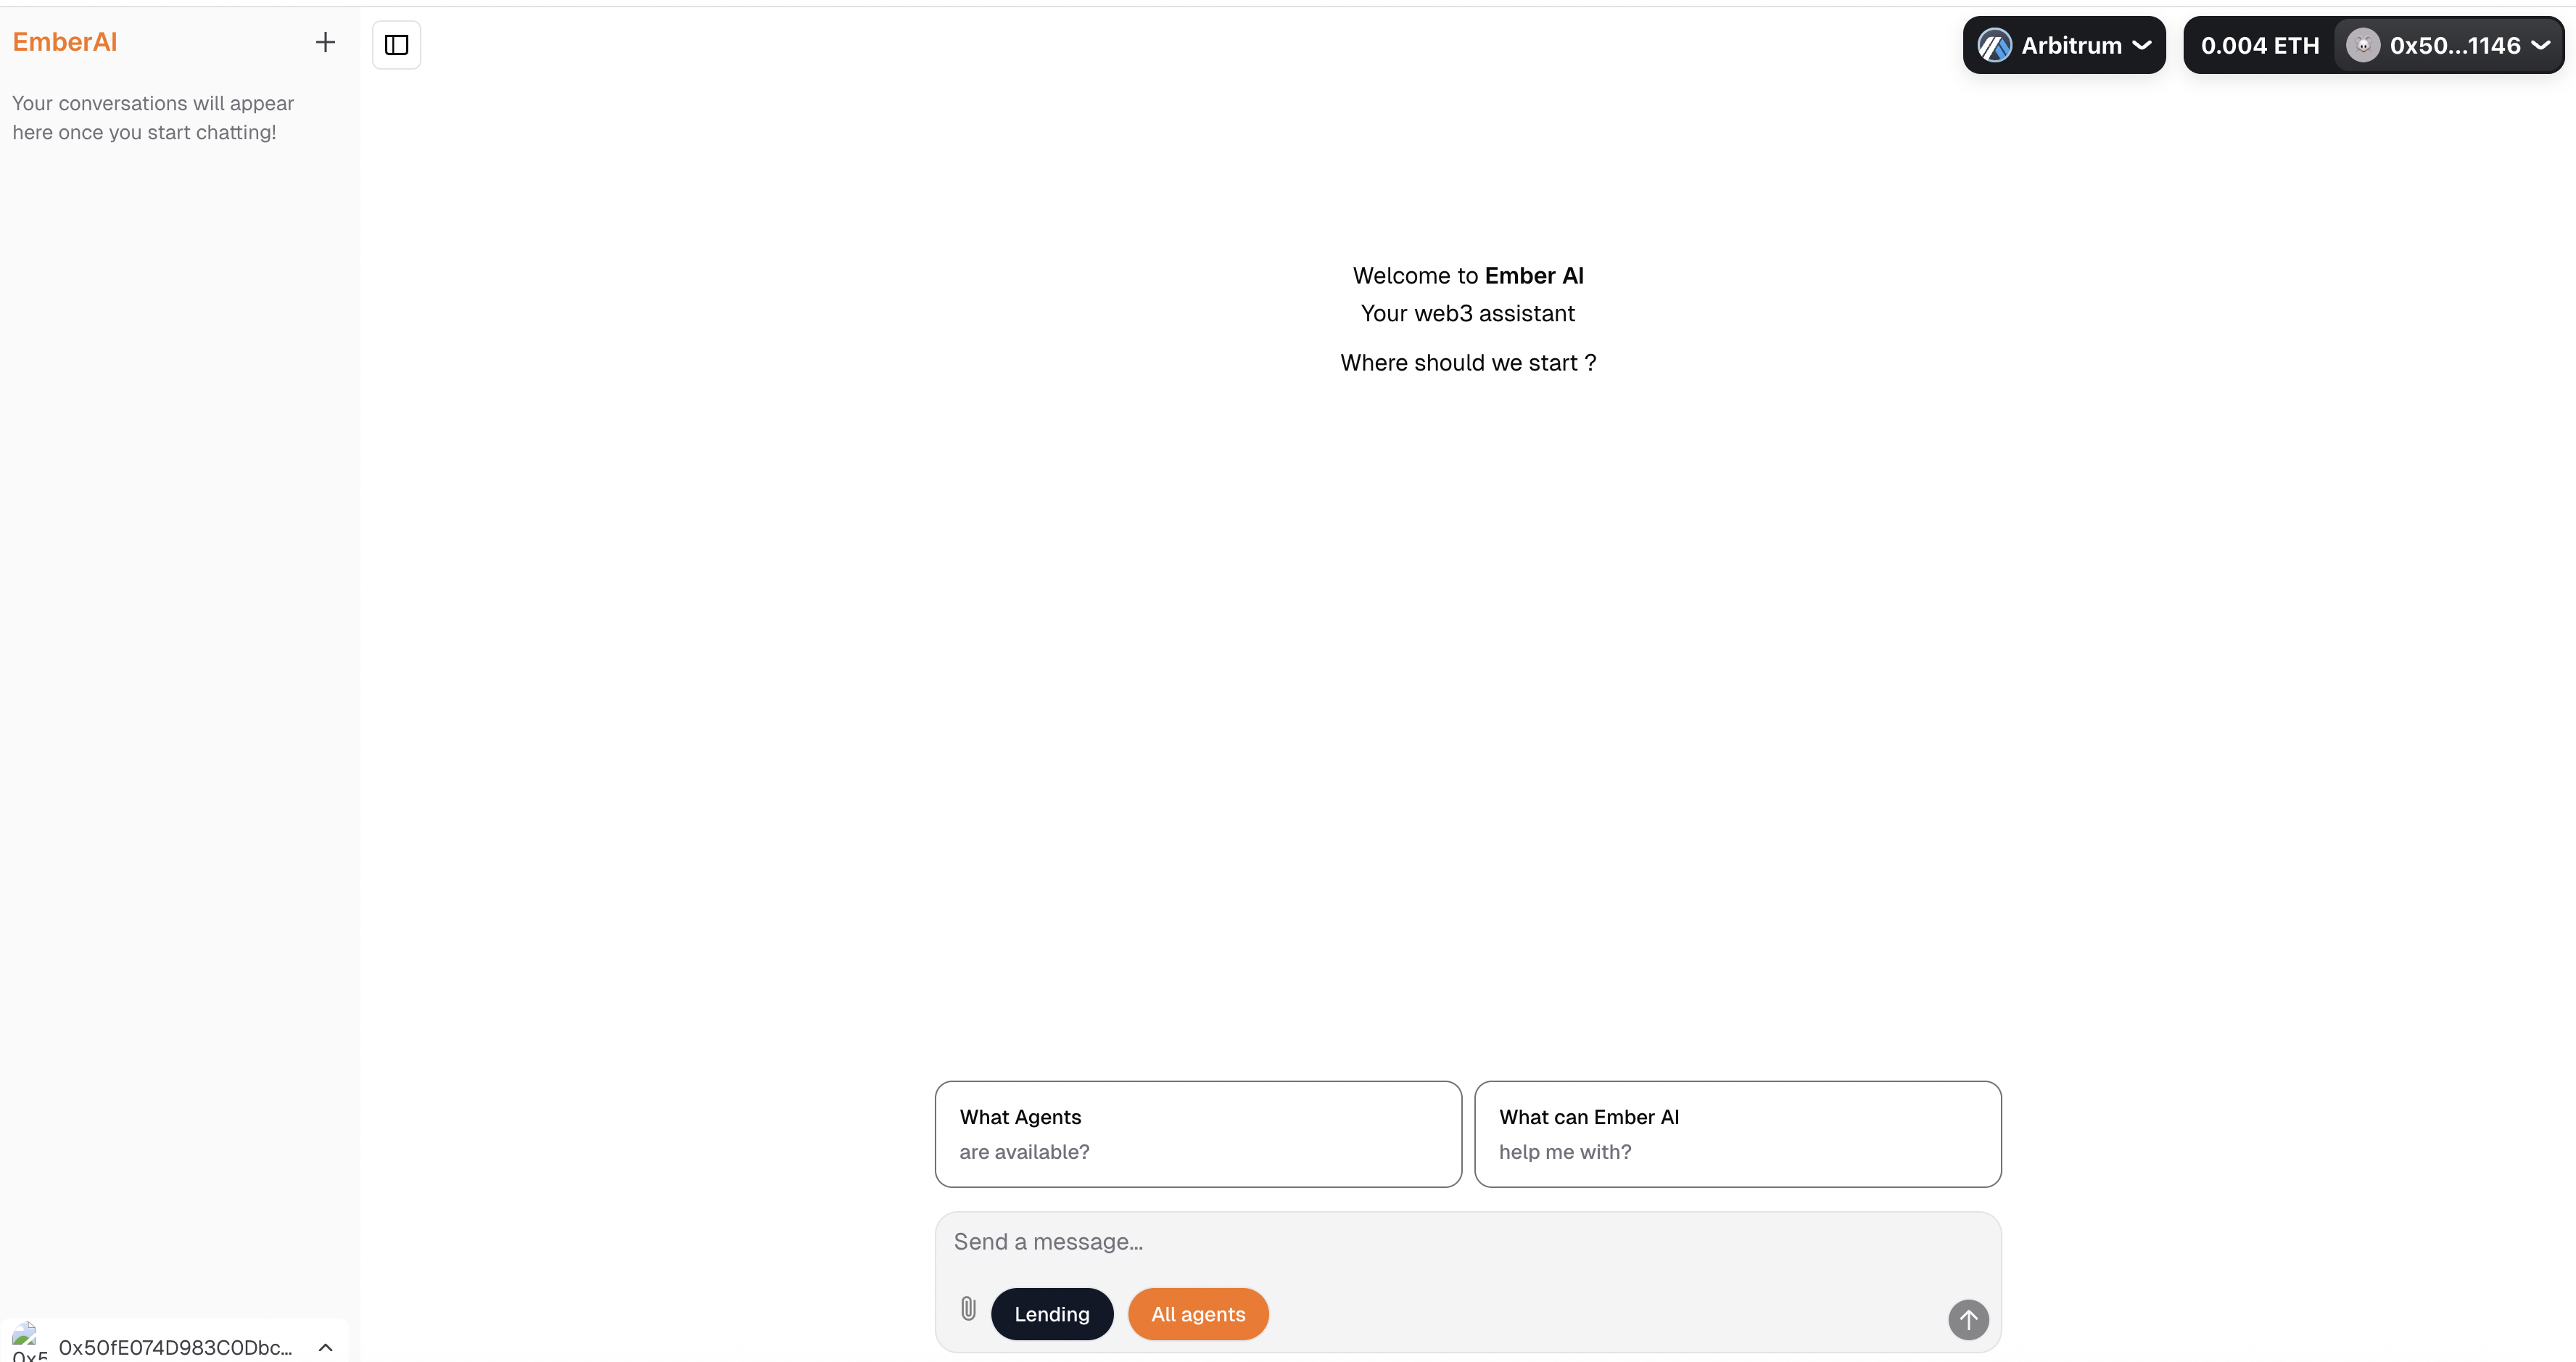 EmberAI
Your conversations will appear
here once you start chatting!
Arbitrum
0.004 ETH
0x50...1146
Welcome to Ember AI
Your web3 assistant
Where should we start ?
What Agents
are available?
What can Ember AI
help me with?
Send a message...
Lending
All agents
0x5
0x50fE074D983C0Dbc...